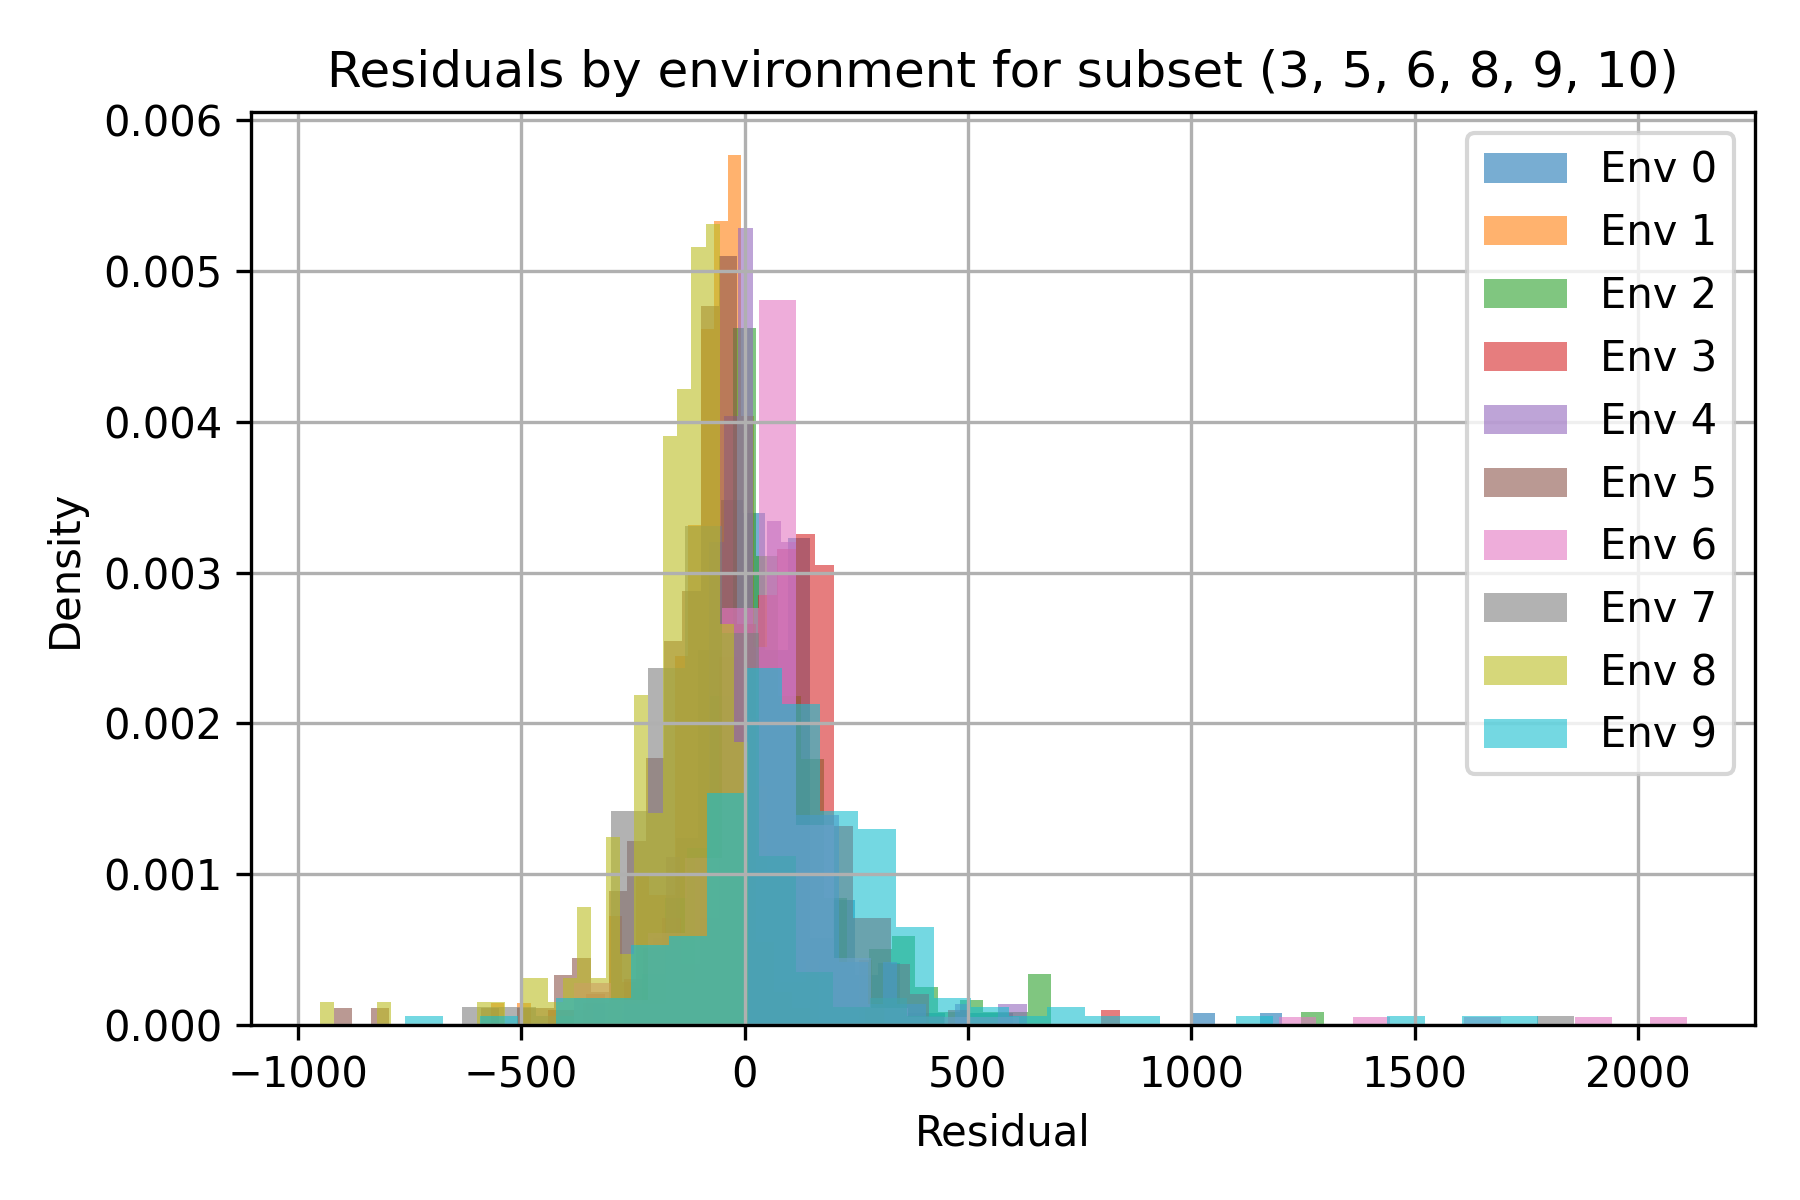 Residuals by environment for subset (3, 5, 6, 8, 9, 10)
0.006
0.005
0.004
0.003
0.002
0.001
0.000
Density
−1000
−500
0
500
1000
1500
2000
Residual
Env 0
Env 1
Env 2
Env 3
Env 4
Env 5
Env 6
Env 7
Env 8
Env 9